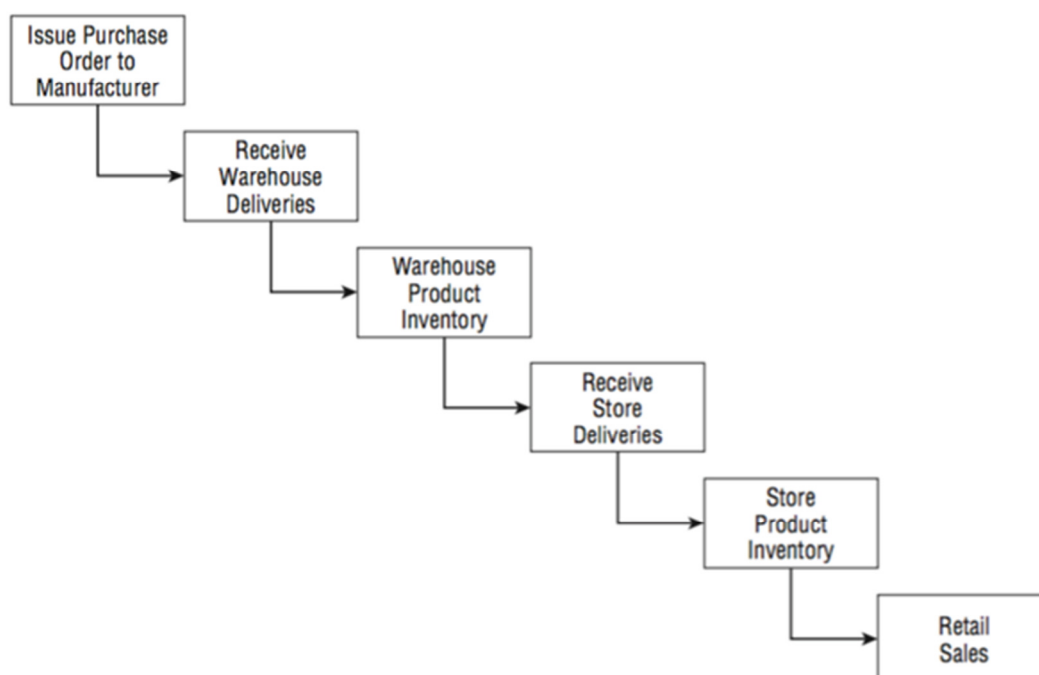 Issue Purchase
Order to
Manufacturer
Receive
Warehouse
Deliveries
Warehouse
Product
Inventory
Receive
Store
Deliveries
Store
Product
Inventory
Retail
Sales